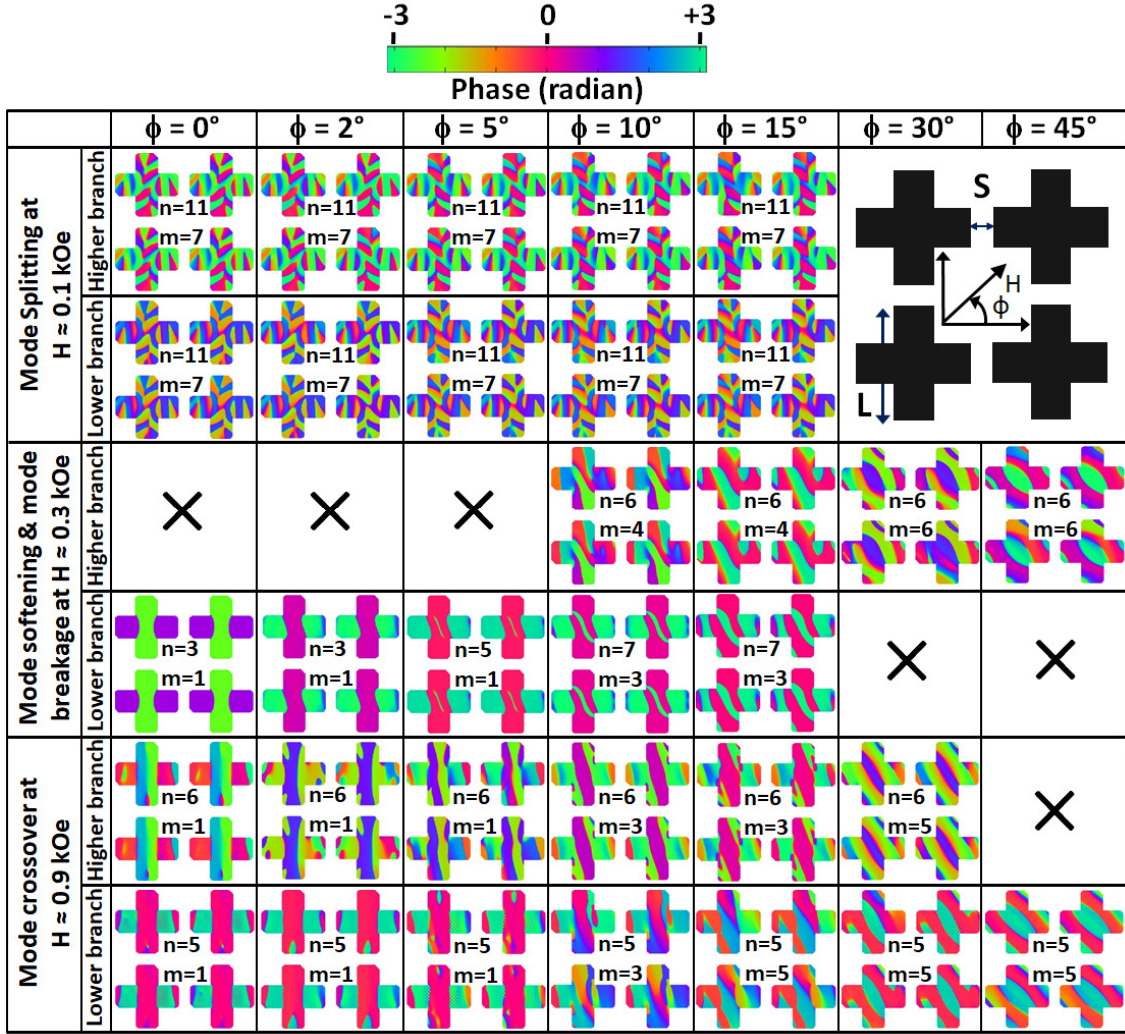 -3 0 +3
Phase (radian)
ϕ = 0° ϕ = 2° ϕ = 5° ϕ = 10° ϕ = 15° ϕ = 30° ϕ = 45°
Mode Splitting at
H ≈ 0.1 kOe
Higher branch
n=11 n=11 n=11 n=11 n=11
m=7 m=7 m=7 m=7 m=7
Lower branch
n=11 n=11 n=11 n=11 n=11
m=7 m=7 m=7 m=7 m=7
S
H
ϕ
L
Mode softening & mode
breakage at H ≈ 0.3 kOe
Higher branch
n=6 n=6 n=6 n=6
m=4 m=4 m=6 m=6
Lower branch
n=3 n=3 n=5 n=7 n=7
m=1 m=1 m=1 m=3 m=3
Mode crossover at
H ≈ 0.9 kOe
Higher branch
n=6 n=6 n=6 n=6 n=6 n=6
m=1 m=1 m=1 m=3 m=3 m=5
Lower branch
n=5 n=5 n=5 n=5 n=5 n=5 n=5
m=1 m=1 m=1 m=3 m=5 m=5 m=5